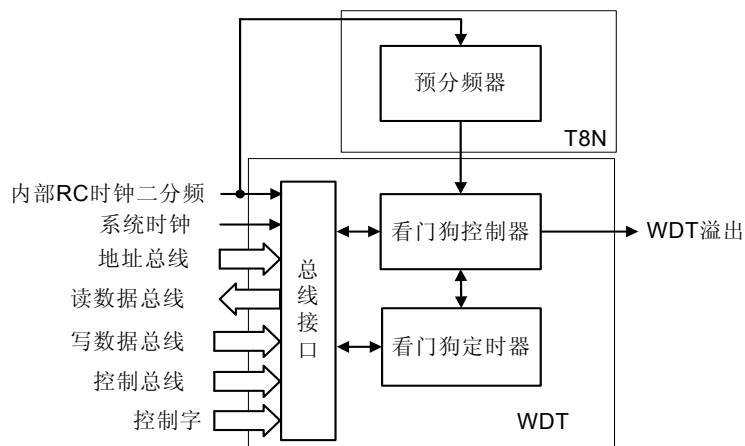 预分频器
T8N
内部RC时钟二分频
系统时钟
地址总线
读数据总线
写数据总线
控制总线
控制字
总线接口
看门狗控制器
WDT溢出
看门狗定时器
WDT